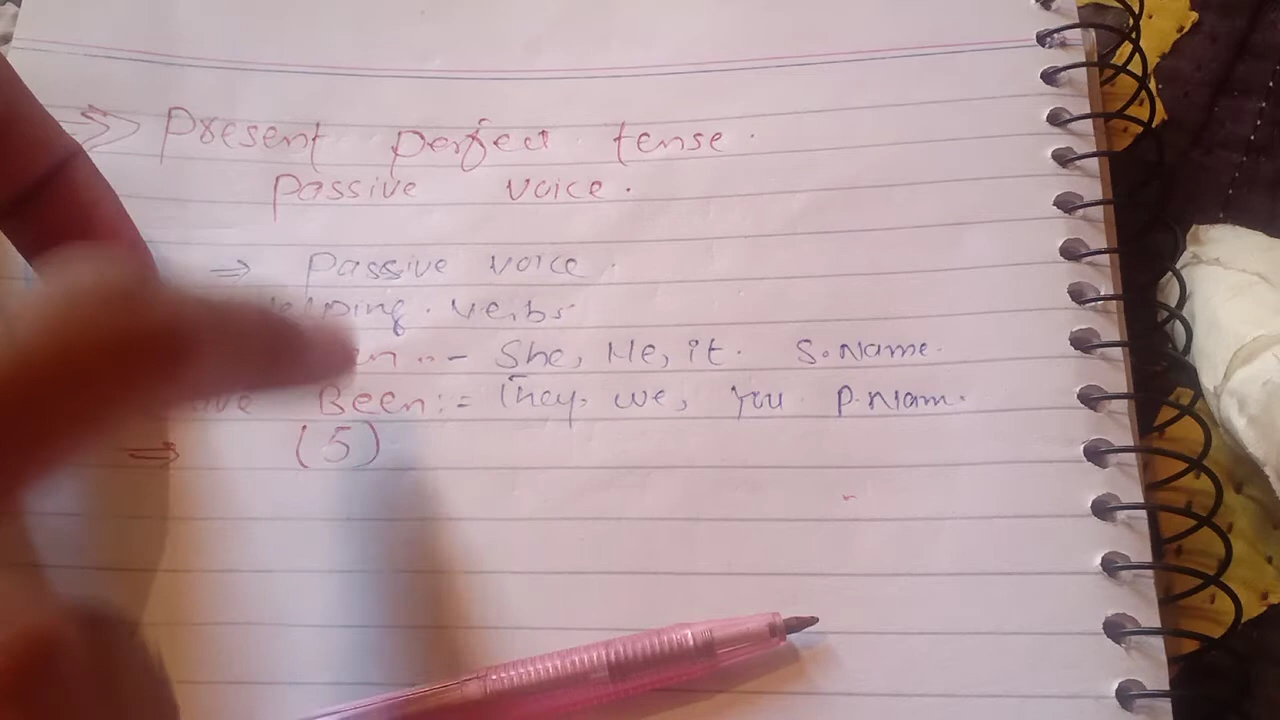 => Present perfect tense.
Passive voice.
=> Passive voice.
verbs
She, He, it. S.Name.
Been:- They, we, You P.Nam.
=> (5)